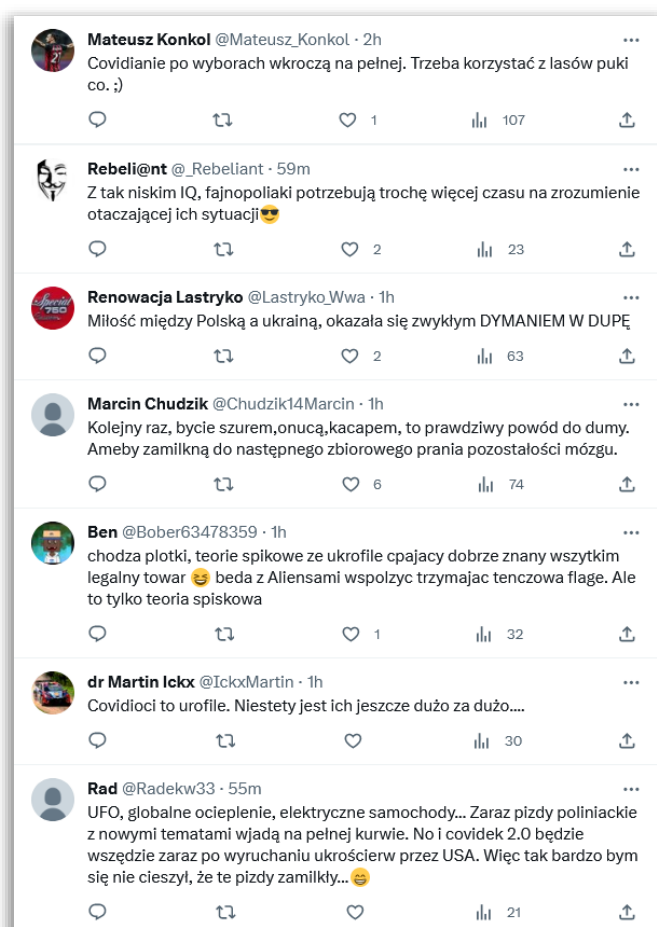 Mateusz Konkol @Mateusz_Konkol · 2h
Covidianie po wyborach wkroczą na pełnej. Trzeba korzystać z lasów puki
co. ;)
1 107
Rebeli@nt @_Rebeliant · 59m
Z tak niskim IQ, fajnopoliaki potrzebują trochę więcej czasu na zrozumienie
otaczającej ich sytuacji😎
2 23
Special
750
Renowacja Lastryko @Lastryko_Wwa · 1h
Miłość między Polską a ukrainą, okazała się zwykłym DYMANIEM W DUPĘ
2 63
Marcin Chudzik @Chudzik14Marcin · 1h
Kolejny raz, bycie szurem,onucą,kacapem, to prawdziwy powód do dumy.
Ameby zamilkną do następnego zbiorowego prania pozostałości mózgu.
6 74
Ben @Bober63478359 · 1h
chodza plotki, teorie spikowe ze ukrofile cpajacy dobrze znany wszytkim
legalny towar 😆 beda z Aliensami wspolzyc trzymajac tenczowa flage. Ale
to tylko teoria spiskowa
1 32
dr Martin Ickx @IckxMartin · 1h
Covidioci to urofile. Niestety jest ich jeszcze dużo za dużo....
30
Rad @Radekw33 · 55m
UFO, globalne ocieplenie, elektryczne samochody... Zaraz pizdy poliniackie
z nowymi tematami wjadą na pełnej kurwie. No i covidek 2.0 będzie
wszędzie zaraz po wyruchaniu ukrościerw przez USA. Więc tak bardzo bym
się nie cieszył, że te pizdy zamilkły...😁
21